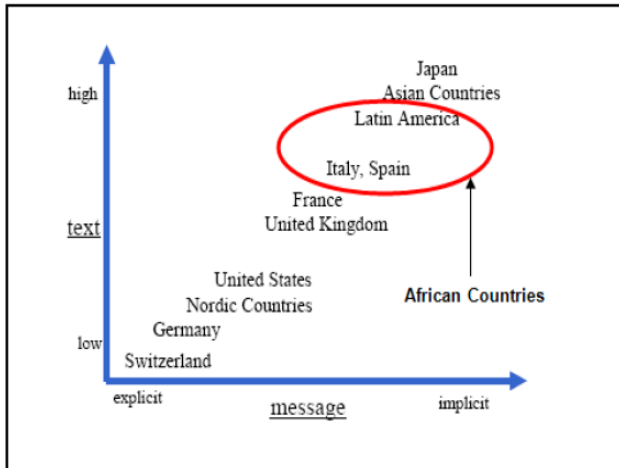 Japan
high
Asian Countries
Latin America
Italy, Spain
France
text
United Kingdom
United States
African Countries
Nordic Countries
Germany
low
Switzerland
explicit
message
implicit